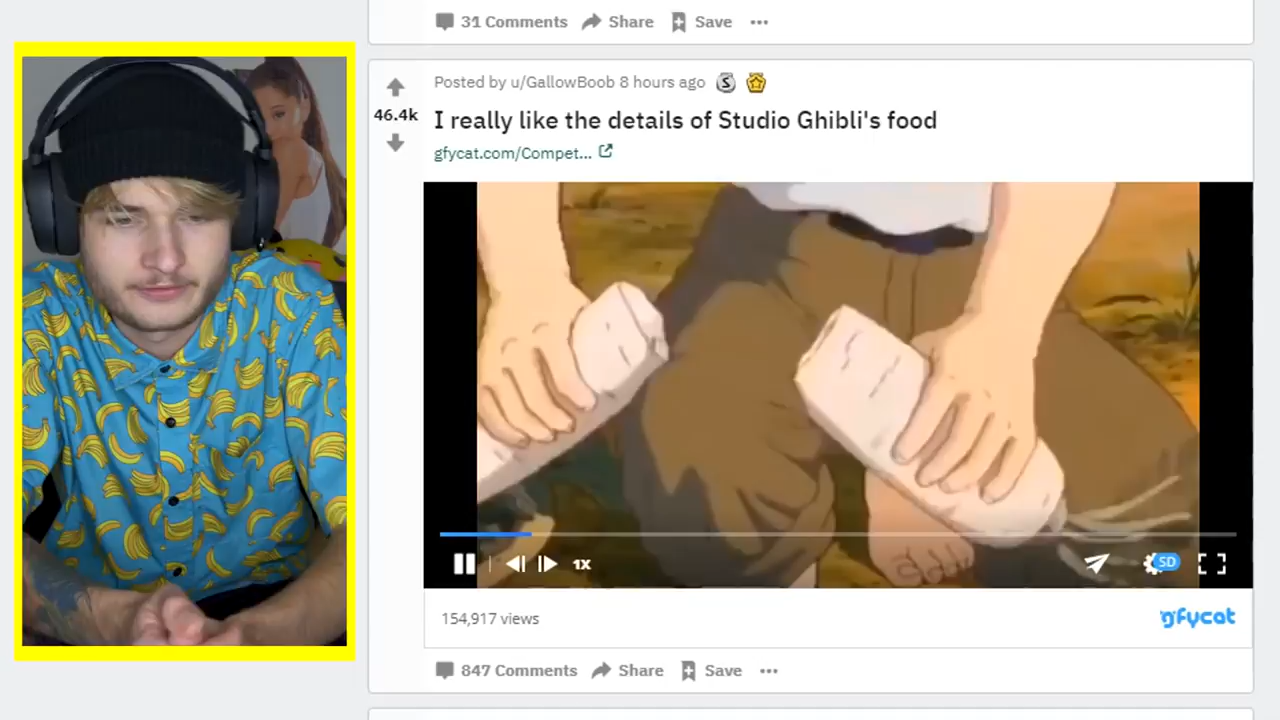 31 Comments Share Save
Posted by u/GallowBoob 8 hours ago
46.4k
I really like the details of Studio Ghibli's food
gfycat.com/Compet...
1X
SD
154,917 views
gfycat
847 Comments Share Save